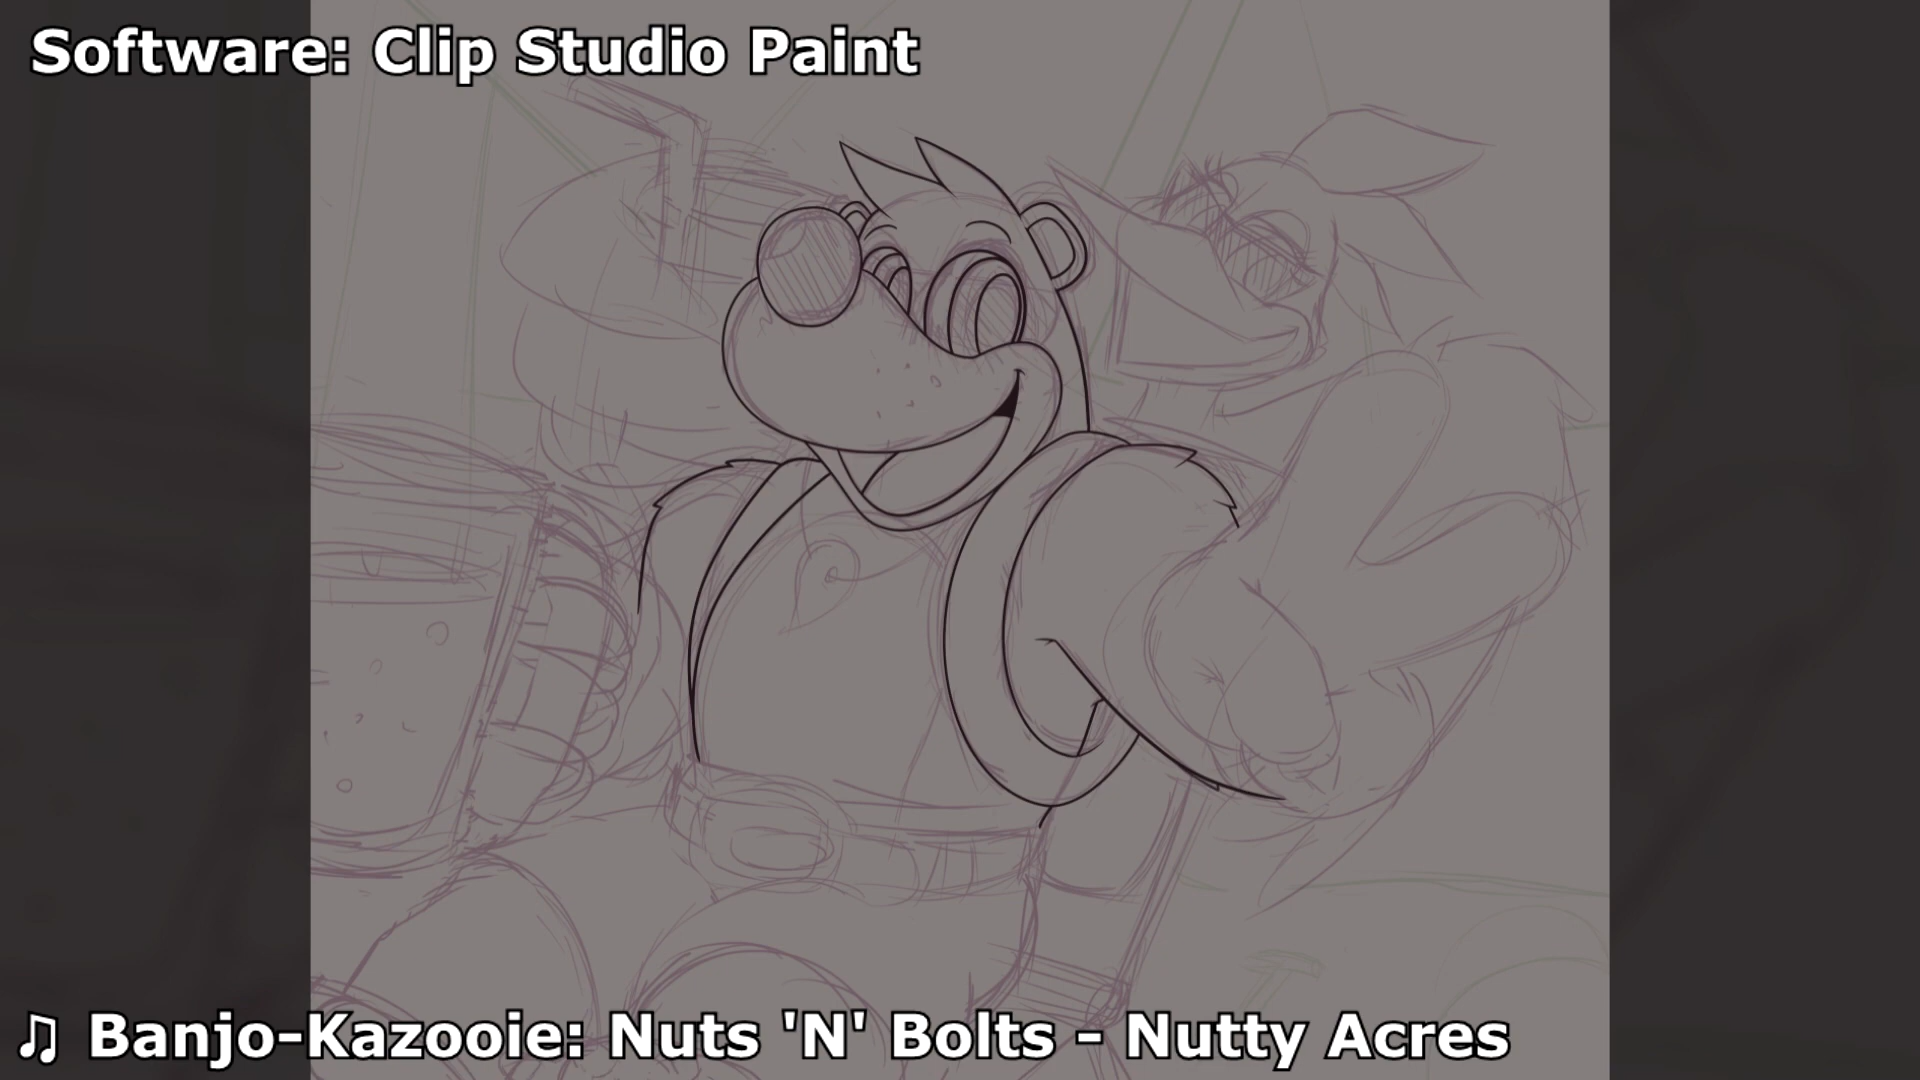 Software: Clip Studio Paint
♫ Banjo-Kazooie: Nuts 'N' Bolts - Nutty Acres